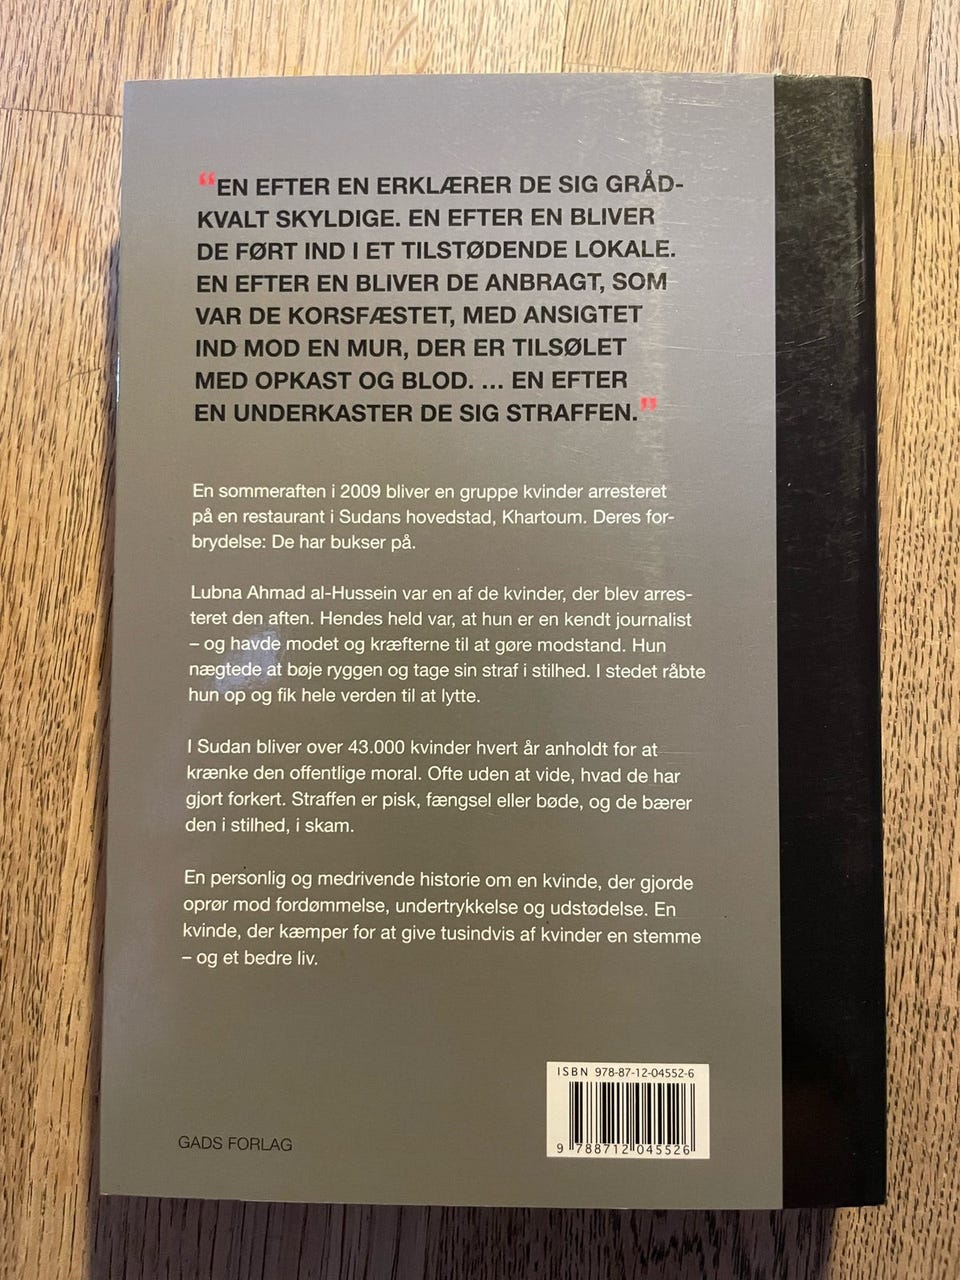 “EN EFTER EN ERKLÆRER DE SIG GRÅD-
KVALT SKYLDIGE. EN EFTER EN BLIVER
DE FØRT IND I ET TILSTØDENDE LOKALE.
EN EFTER EN BLIVER DE ANBRAGT, SOM
VAR DE KORSFÆSTET, MED ANSIGTET
IND MOD EN MUR, DER ER TILSØLET
MED OPKAST OG BLOD. ... EN EFTER
EN UNDERKASTER DE SIG STRAFFEN.”
En sommeraften i 2009 bliver en gruppe kvinder arresteret
på en restaurant i Sudans hovedstad, Khartoum. Deres for-
brydelse: De har bukser på.
Lubna Ahmad al-Hussein var en af de kvinder, der blev arres-
teret den aften. Hendes held var, at hun er en kendt journalist
– og havde modet og kræfterne til at gøre modstand. Hun
nægtede at bøje ryggen og tage sin straf i stilhed. I stedet råbte
hun op og fik hele verden til at lytte.
I Sudan bliver over 43.000 kvinder hvert år anholdt for at
krænke den offentlige moral. Ofte uden at vide, hvad de har
gjort forkert. Straffen er pisk, fængsel eller bøde, og de bærer
den i stilhed, i skam.
En personlig og medrivende historie om en kvinde, der gjorde
oprør mod fordømmelse, undertrykkelse og udstødelse. En
kvinde, der kæmper for at give tusindvis af kvinder en stemme
– og et bedre liv.
ISBN 978-87-12-04552-6
9 788712 045526
GADS FORLAG